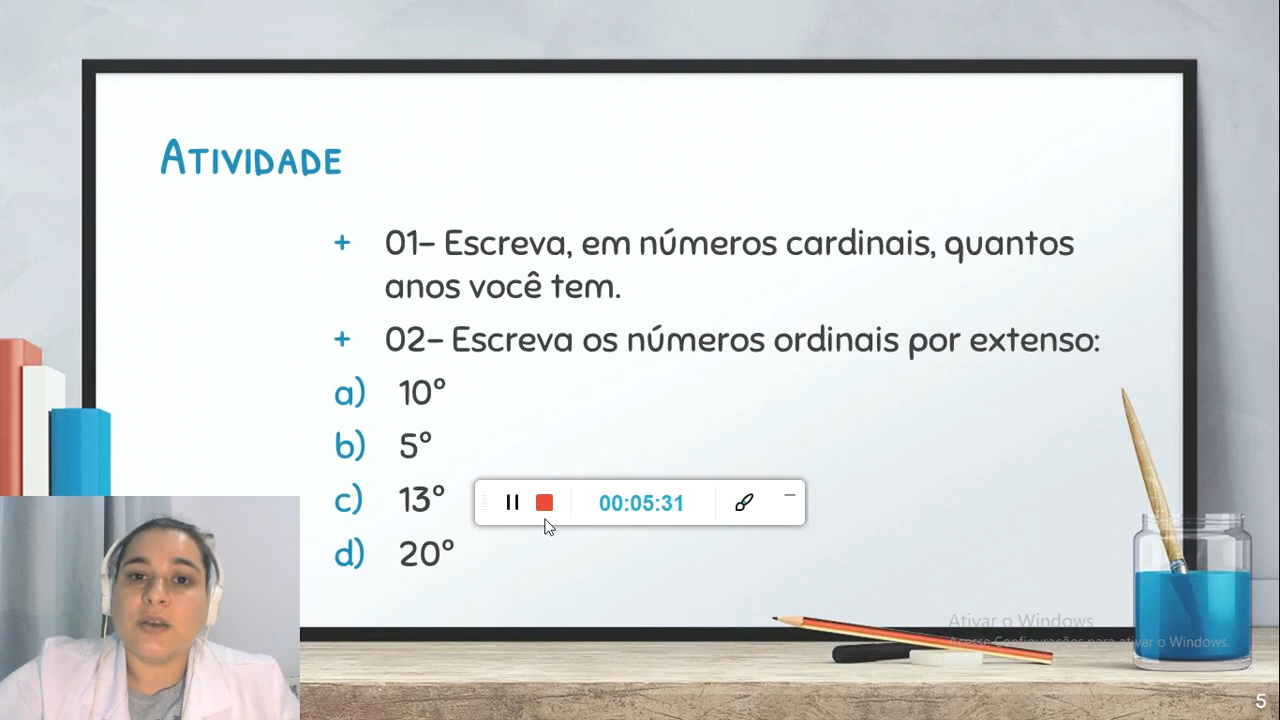 ATIVIDADE
+ 01- Escreva, em números cardinais, quantos
anos você tem.
+ 02- Escreva os números ordinais por extenso:
a) 10º
b) 5º
c) 13º
00:05:31
d) 20º
Ativar o Windows
Acesse Configurações para ativar o Windows.
5